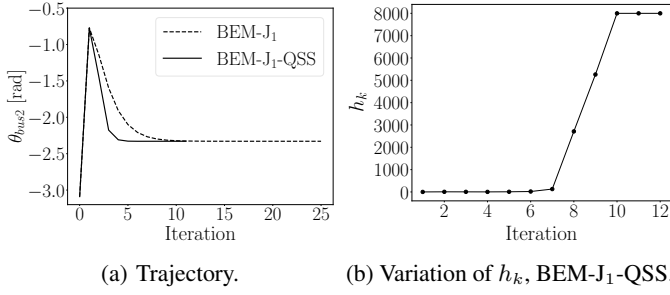 −0.5
−1.0
−1.5
−2.0
−2.5
−3.0
θbus2 [rad]
BEM-J1
BEM-J1-QSS
0 5 10 15 20 25
Iteration
(a) Trajectory.
8000
7000
6000
5000
4000
3000
2000
1000
0
hk
2 4 6 8 10 12
Iteration
(b) Variation of hk, BEM-J1-QSS.